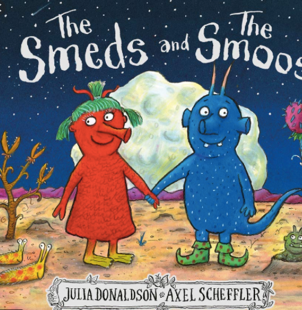 The The
Smeds and Smoos
JULIA DONALDSON AXEL SCHEFFLER